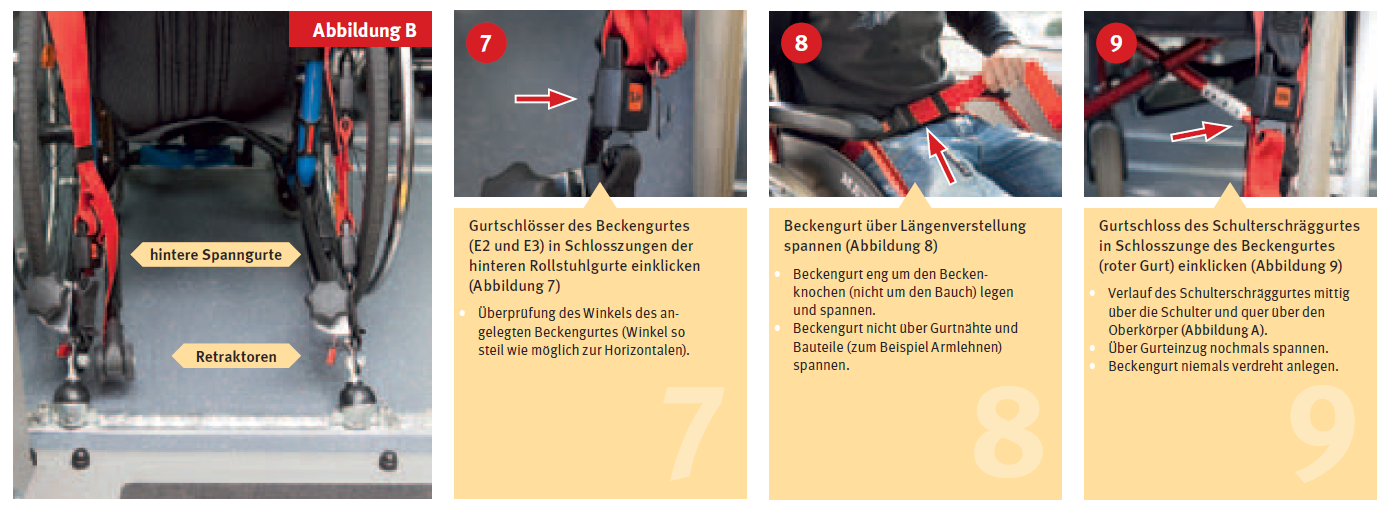 Abbildung B
hintere Spanngurte
Retraktoren
7
Gurtschlösser des Beckengurtes
(E2 und E3) in Schlosszungen der
hinteren Rollstuhlgurte einklicken
(Abbildung 7)
Überprüfung des Winkels des an-
gelegten Beckengurtes (Winkel so
steil wie möglich zur Horizontalen).
7
8
Beckengurt über Längenverstellung
spannen (Abbildung 8)
Beckengurt eng um den Becken-
knochen (nicht um den Bauch) legen
und spannen.
Beckengurt nicht über Gurtnähte und
Bauteile (zum Beispiel Armlehnen)
spannen.
8
9
Gurtschloss des Schulterschräggurtes
in Schlosszunge des Beckengurtes
(roter Gurt) einklicken (Abbildung 9)
Verlauf des Schulterschräggurtes mittig
über die Schulter und quer über den
Oberkörper (Abbildung A).
Über Gurteinzug nochmals spannen.
Beckengurt niemals verdreht anlegen.
9